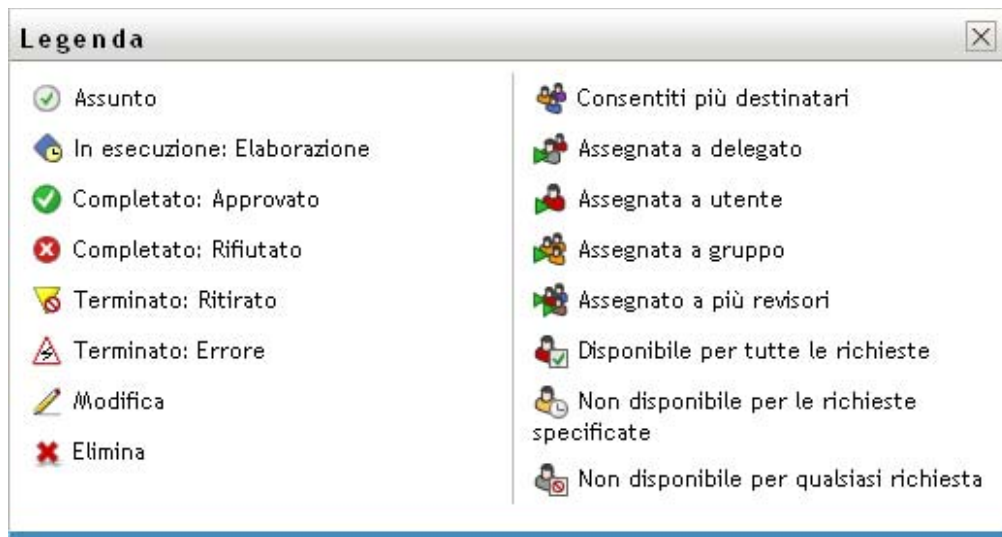 Legenda
Assunto
In esecuzione: Elaborazione
Completato: Approvato
Completato: Rifiutato
Terminato: Ritirato
Terminato: Errore
Modifica
Elimina
Consentiti più destinatari
Assegnata a delegato
Assegnata a utente
Assegnata a gruppo
Assegnato a più revisori
Disponibile per tutte le richieste
Non disponibile per le richieste
specificate
Non disponibile per qualsiasi richiesta